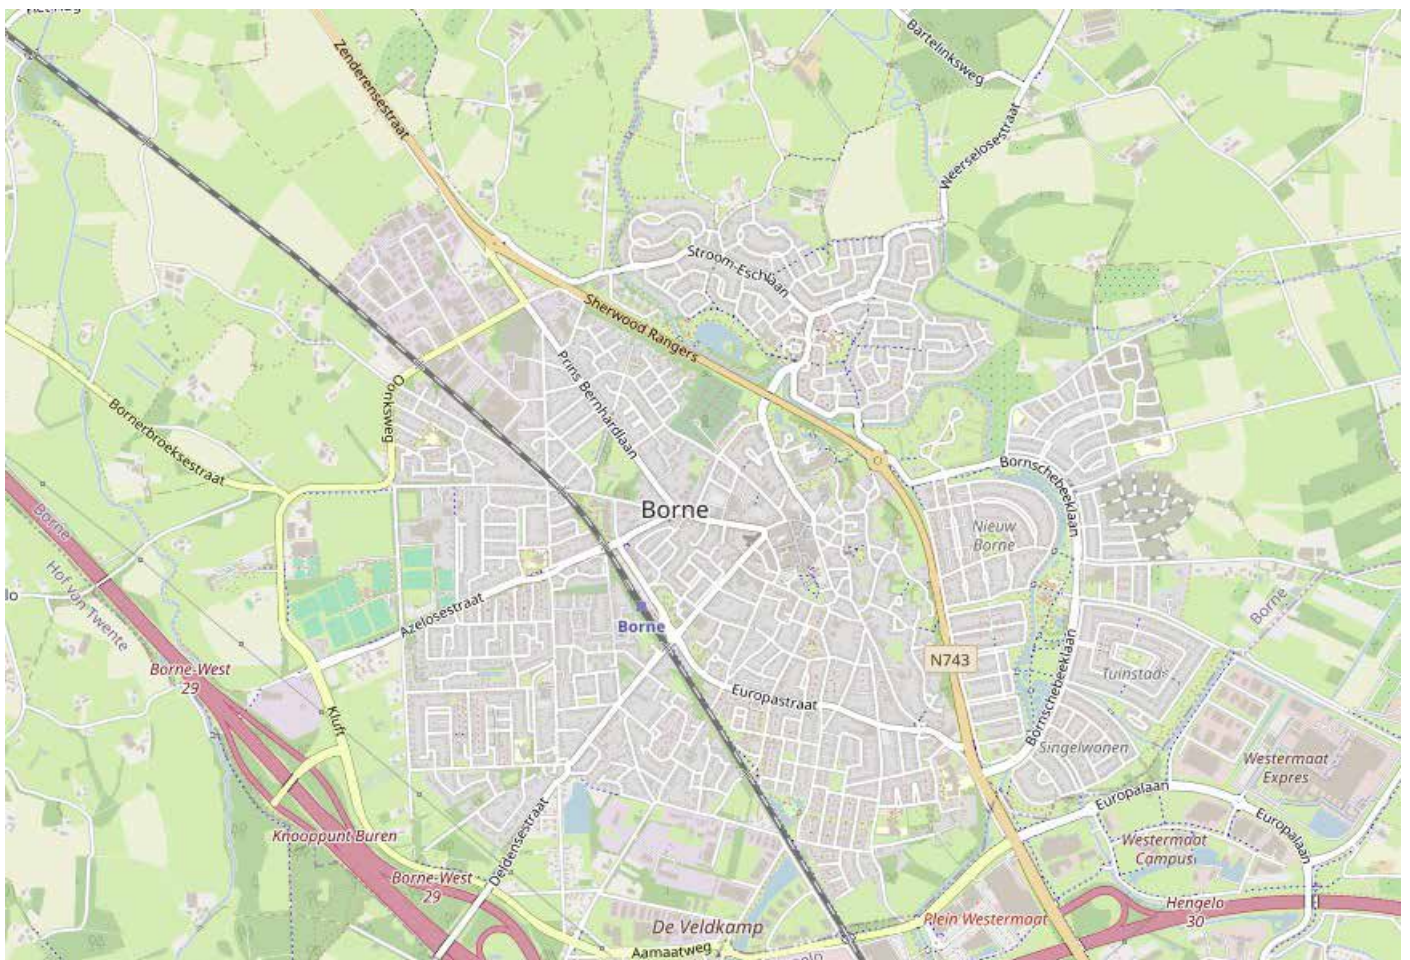 Bartelinksweg
Zenderensestraat
Weerselosestraat
Stroom-Eschlaan
Sherwood Rangers
Prins Bernhardlaan
Oonksweg
Bornerbroeksestraat
Bornschebeeklaan
Borne
Borne
Nieuw
Borne
Hof van Twente
lo
Azelosestraat
Borne
Borne
Borne-West
29
N743
Tuinstads
Europastraat
Bornschebeeklaan
Kluft
Singelwonen
Westermaat
Expres
Europalaan
Europalaan
Deldensestraat
Knooppunt Buren
Westermaat
Campus
Borne-West
29
Hengelo
30
De Veldkamp
Plein Westermaat
Aamaatweg